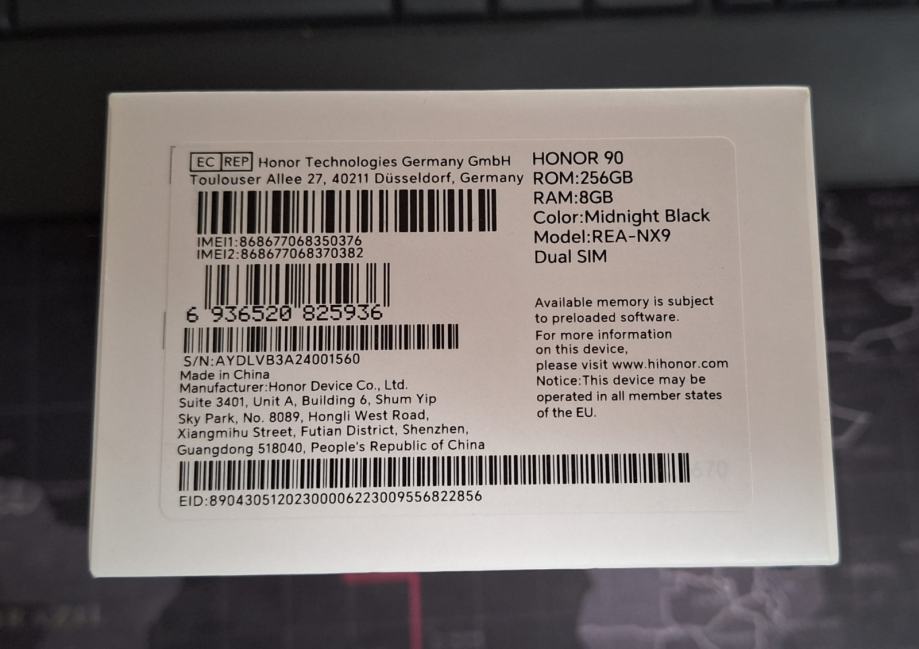 EC REP Honor Technologies Germany GmbH
Toulouser Allee 27, 40211 Düsseldorf, Germany
IMEI1:868677068350376
IMEI2:868677068370382
6 936520 825936
S/N:AYDLVB3A24001560
Made in China
Manufacturer:Honor Device Co., Ltd.
Suite 3401, Unit A, Building 6, Shum Yip
Sky Park, No. 8089, Hongli West Road,
Xiangmihu Street, Futian District, Shenzhen,
Guangdong 518040, People's Republic of China
EID:89043051202300006223009556822856
HONOR 90
ROM:256GB
RAM:8GB
Color:Midnight Black
Model:REA-NX9
Dual SIM
Available memory is subject
to preloaded software.
For more information
on this device,
please visit www.hihonor.com
Notice:This device may be
operated in all member states
of the EU.